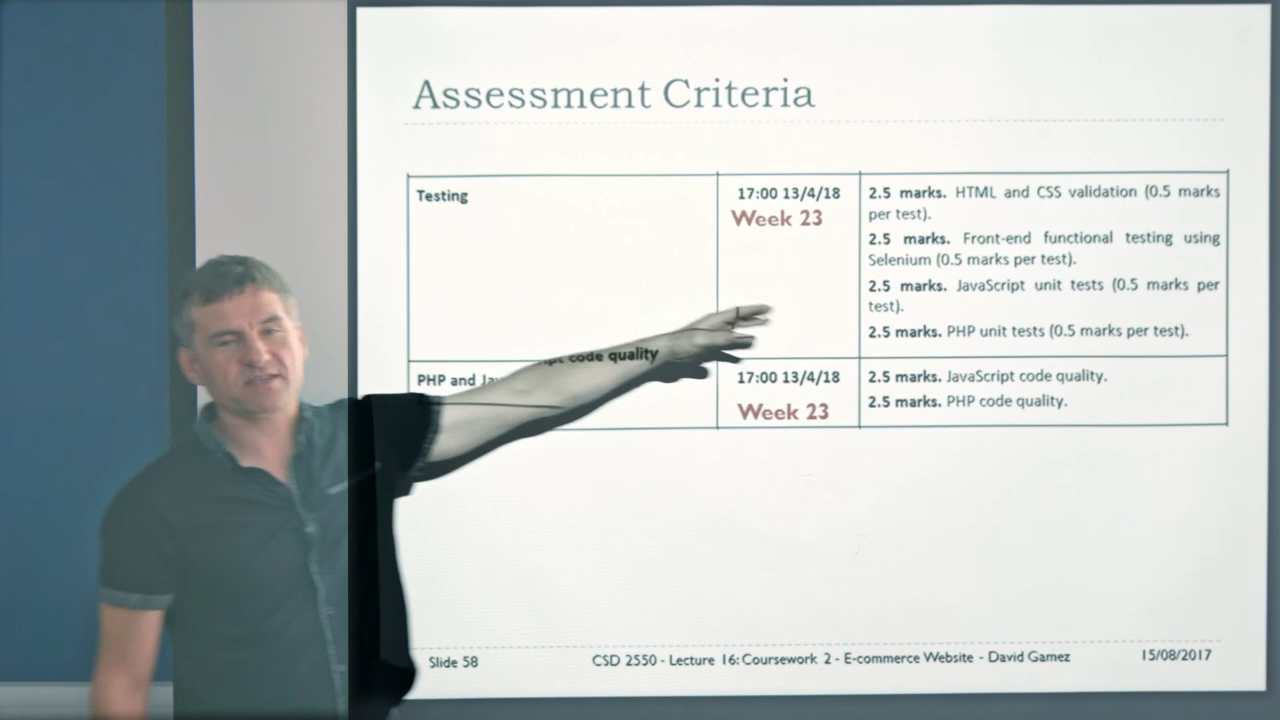 Assessment Criteria
Testing
17:00 13/4/18
Week 23
2.5 marks. HTML and CSS validation (0.5 marks
per test).
2.5 marks. Front-end functional testing using
Selenium (0.5 marks per test).
2.5 marks. JavaScript unit tests (0.5 marks per
test).
2.5 marks. PHP unit tests (0.5 marks per test).
PHP and code quality
17:00 13/4/18
Week 23
2.5 marks. JavaScript code quality.
2.5 marks. PHP code quality.
Slide 58
CSD 2550 - Lecture 16: Coursework 2 - E-commerce Website - David Gamez
15/08/2017